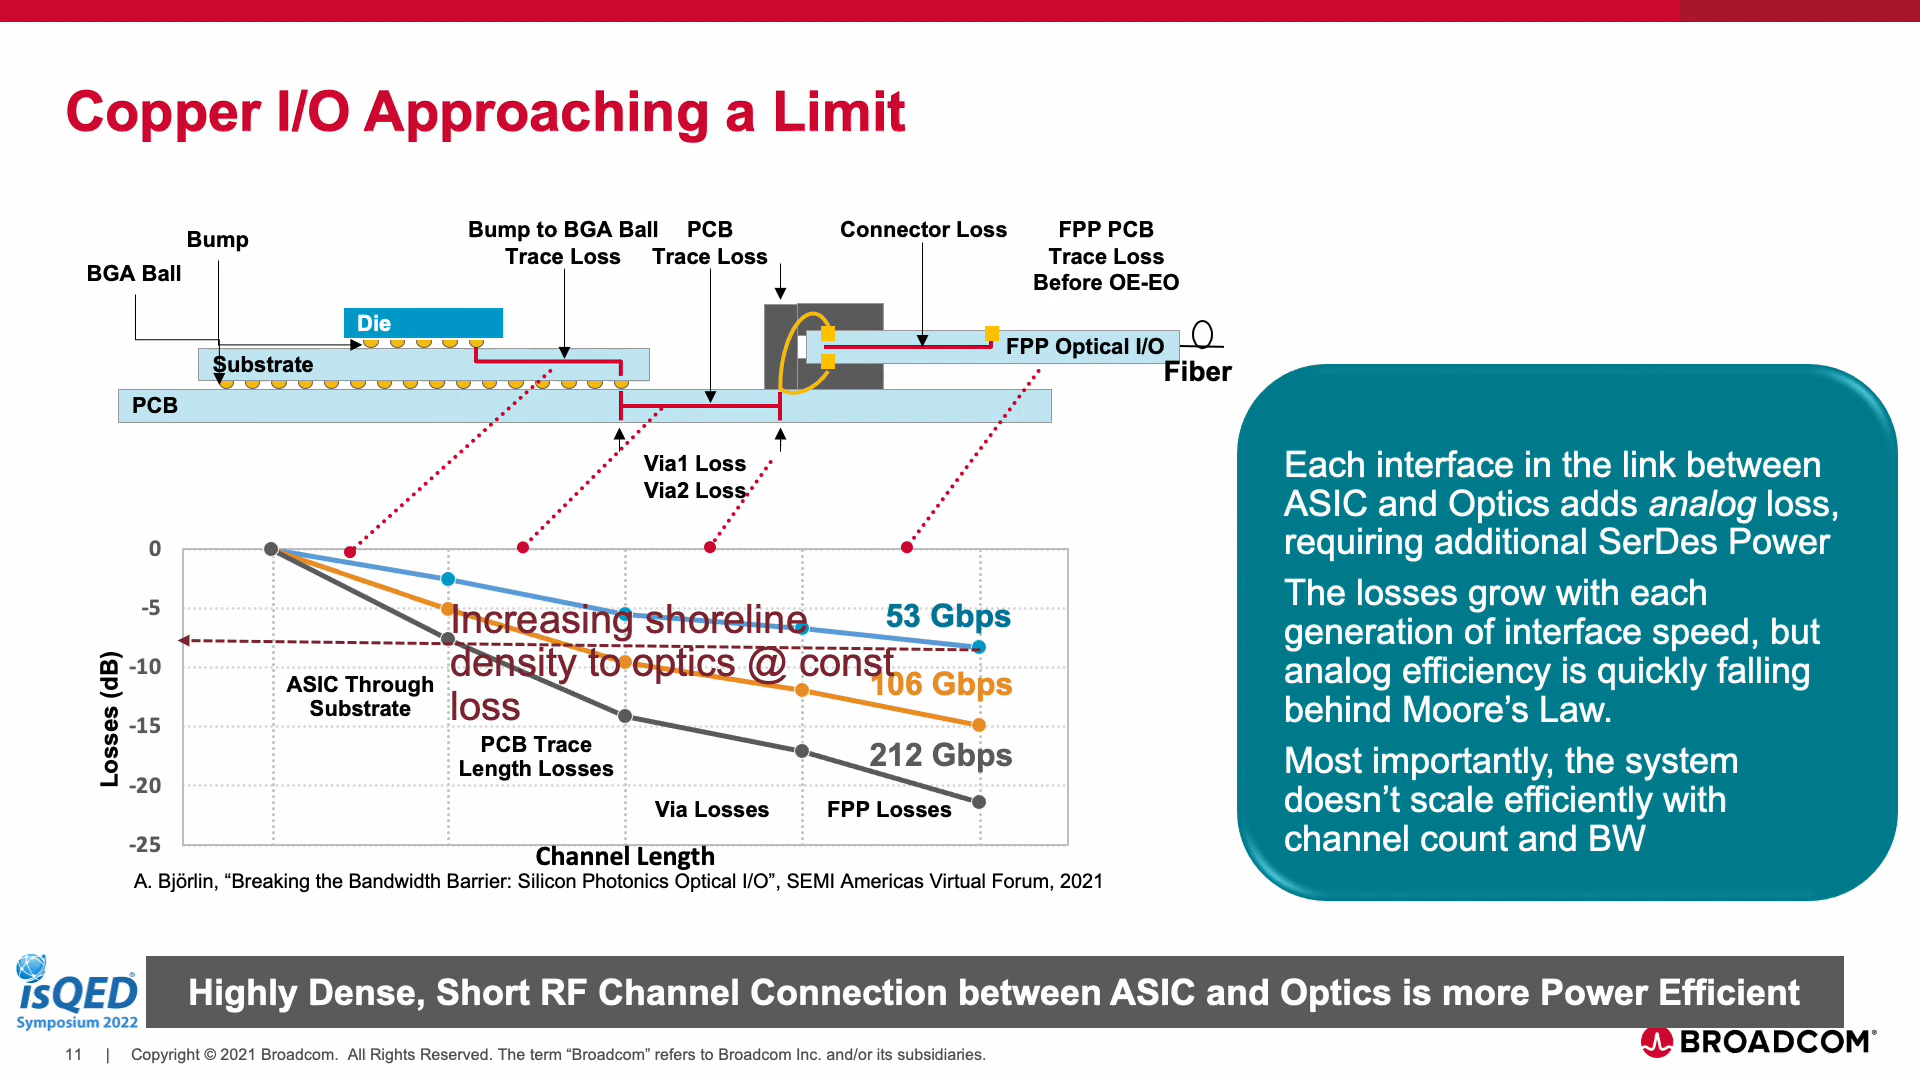 Copper I/O Approaching a Limit
Bump
BGA Ball
Bump to BGA Ball
Trace Loss
PCB
Trace Loss
Connector Loss
FPP PCB
Trace Loss
Before OE-EO
Die
Substrate
PCB
FPP Optical I/O
Fiber
Via1 Loss
Via2 Loss
0
-5
-10
-15
-20
-25
Losses (dB)
Increasing shoreline
density to optics @ const
loss
53 Gbps
106 Gbps
212 Gbps
ASIC Through
Substrate
PCB Trace
Length Losses
Via Losses
FPP Losses
Channel Length
A. Björlin, “Breaking the Bandwidth Barrier: Silicon Photonics Optical I/O”, SEMI Americas Virtual Forum, 2021
Each interface in the link between
ASIC and Optics adds analog loss,
requiring additional SerDes Power
The losses grow with each
generation of interface speed, but
analog efficiency is quickly falling
behind Moore’s Law.
Most importantly, the system
doesn’t scale efficiently with
channel count and BW
isQED®
Symposium 2022
Highly Dense, Short RF Channel Connection between ASIC and Optics is more Power Efficient
11 | Copyright © 2021 Broadcom. All Rights Reserved. The term “Broadcom” refers to Broadcom Inc. and/or its subsidiaries.
BROADCOM®